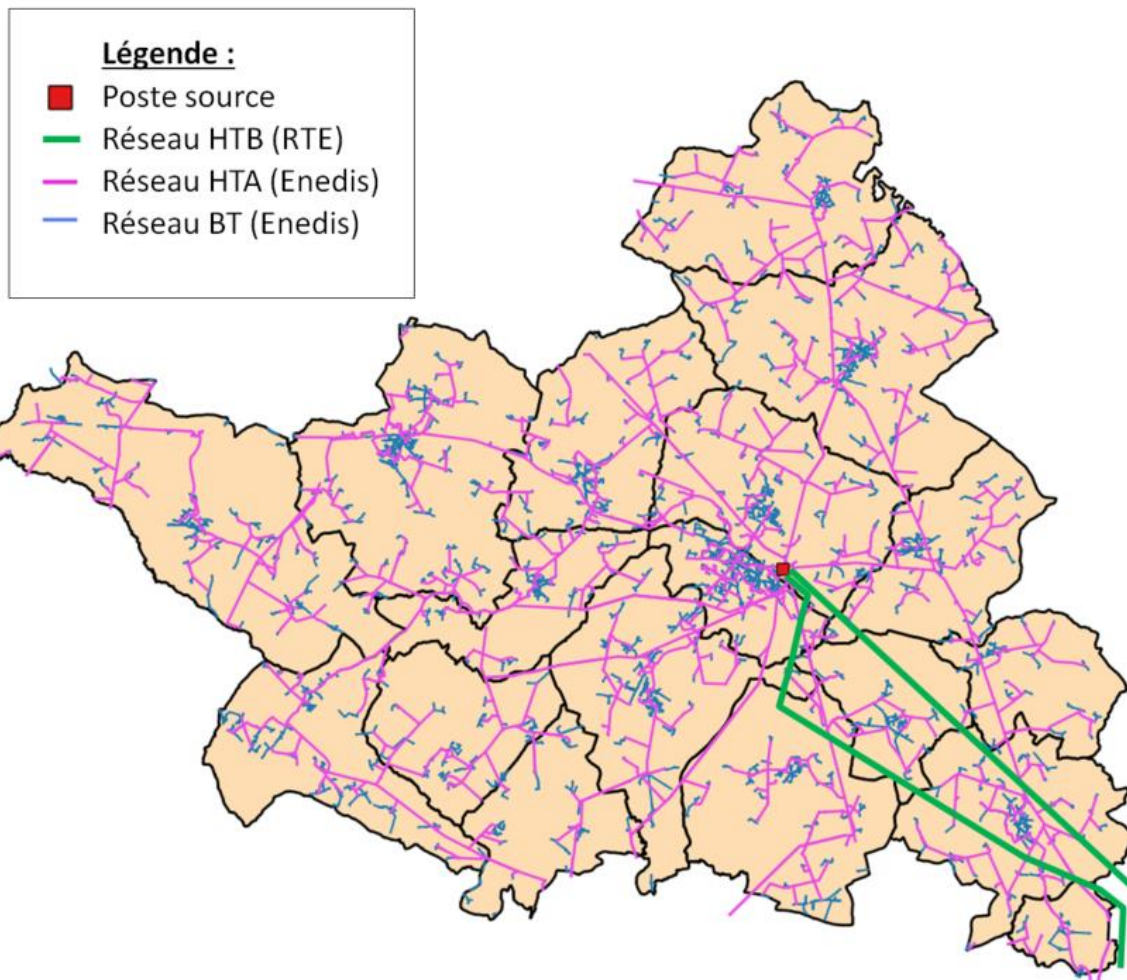 Légende :
Poste source
Réseau HTB (RTE)
Réseau HTA (Enedis)
Réseau BT (Enedis)